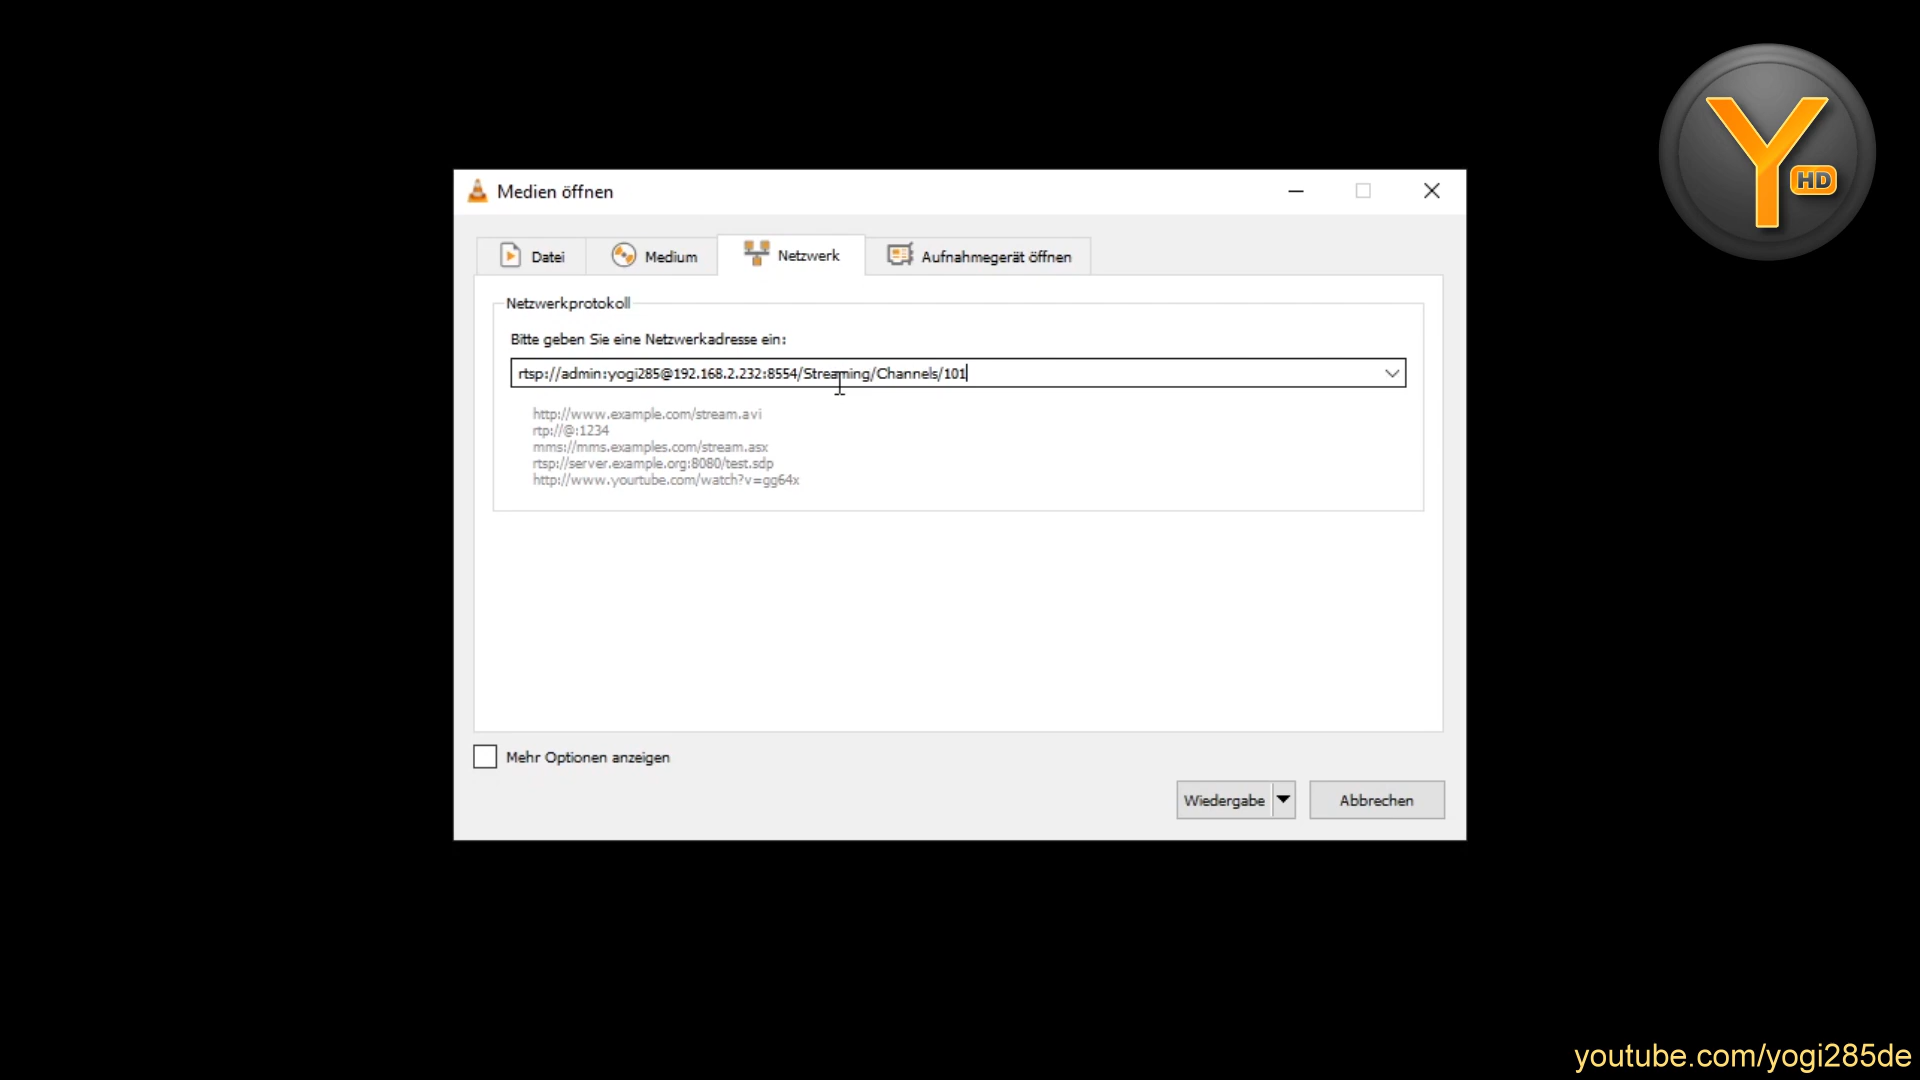 Y HD
Medien öffnen
Datei Medium Netzwerk Aufnahmegerät öffnen
Netzwerkprotokoll
Bitte geben Sie eine Netzwerkadresse ein:
rtsp://admin:yogi285@192.168.2.232:8554/Streaming/Channels/101
http://www.example.com/stream.avi
rtp://@:1234
mms://mms.examples.com/stream.asx
rtsp://server.example.org:8080/test.sdp
http://www.yourtube.com/watch?v=gg64x
Mehr Optionen anzeigen
Wiedergabe Abbrechen
youtube.com/yogi285de